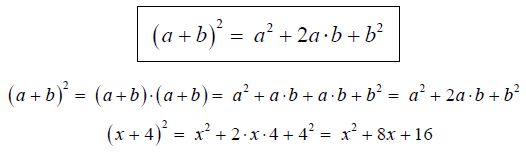 (a + b)² = a² + 2a·b + b²
(a + b)² = (a + b)·(a + b) = a² + a·b + a·b + b² = a² + 2a·b + b²
(x + 4)² = x² + 2·x·4 + 4² = x² + 8x + 16